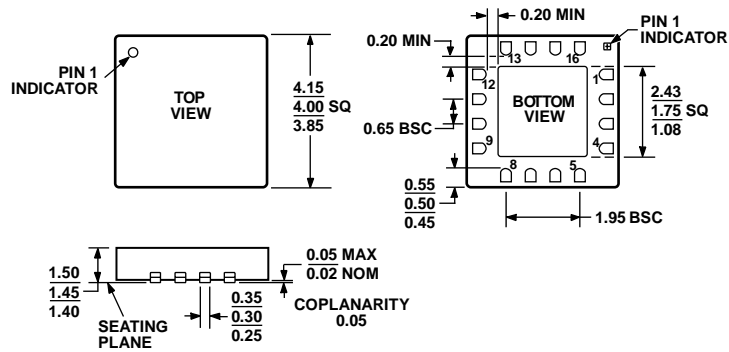 PIN 1
INDICATOR
TOP
VIEW
4.15
4.00 SQ
3.85
0.20 MIN
0.20 MIN
PIN 1
INDICATOR
13
16
12
1
BOTTOM
VIEW
0.65 BSC
2.43
1.75 SQ
1.08
9
4
8
5
0.55
0.50
0.45
1.95 BSC
1.50
1.45
1.40
SEATING
PLANE
0.05 MAX
0.02 NOM
0.35
0.30
0.25
COPLANARITY
0.05